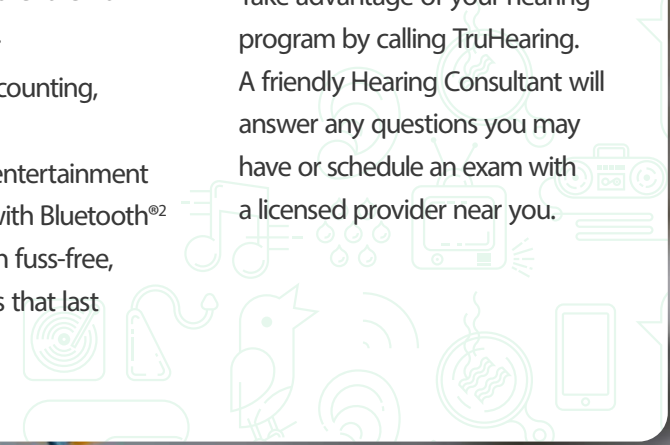 .
counting,
entertainment
with Bluetooth®2
fuss-free,
that last
Take advantage of your hearing
program by calling TruHearing.
A friendly Hearing Consultant will
answer any questions you may
have or schedule an exam with
a licensed provider near you.